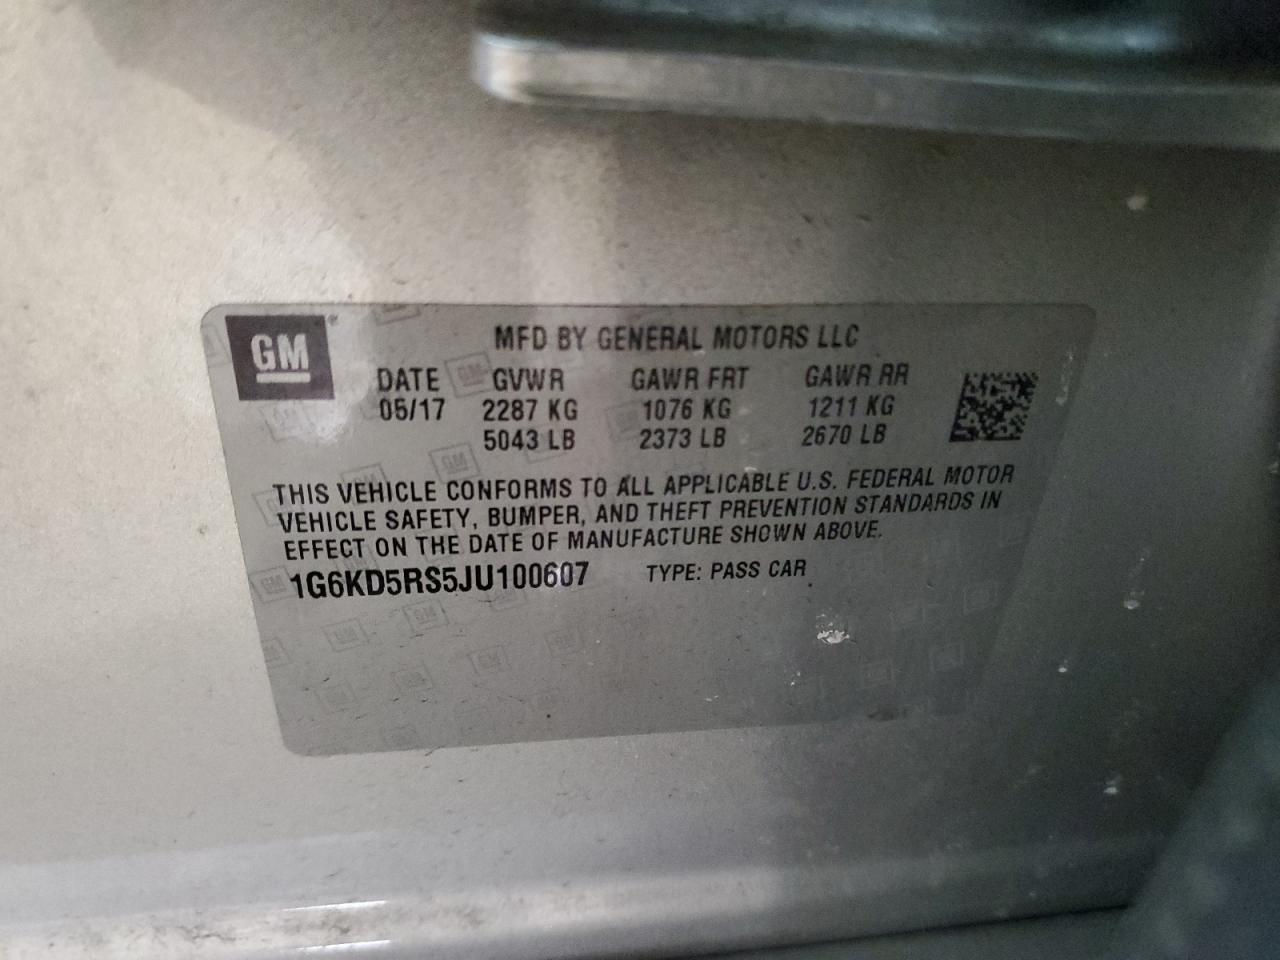 GM
MFD BY GENERAL MOTORS LLC
DATE GVWR GAWR FRT GAWR RR
05/17 2287 KG 1076 KG 1211 KG
5043 LB 2373 LB 2670 LB
THIS VEHICLE CONFORMS TO ALL APPLICABLE U.S. FEDERAL MOTOR
VEHICLE SAFETY, BUMPER, AND THEFT PREVENTION STANDARDS IN
EFFECT ON THE DATE OF MANUFACTURE SHOWN ABOVE.
1G6KD5RS5JU100607 TYPE: PASS CAR